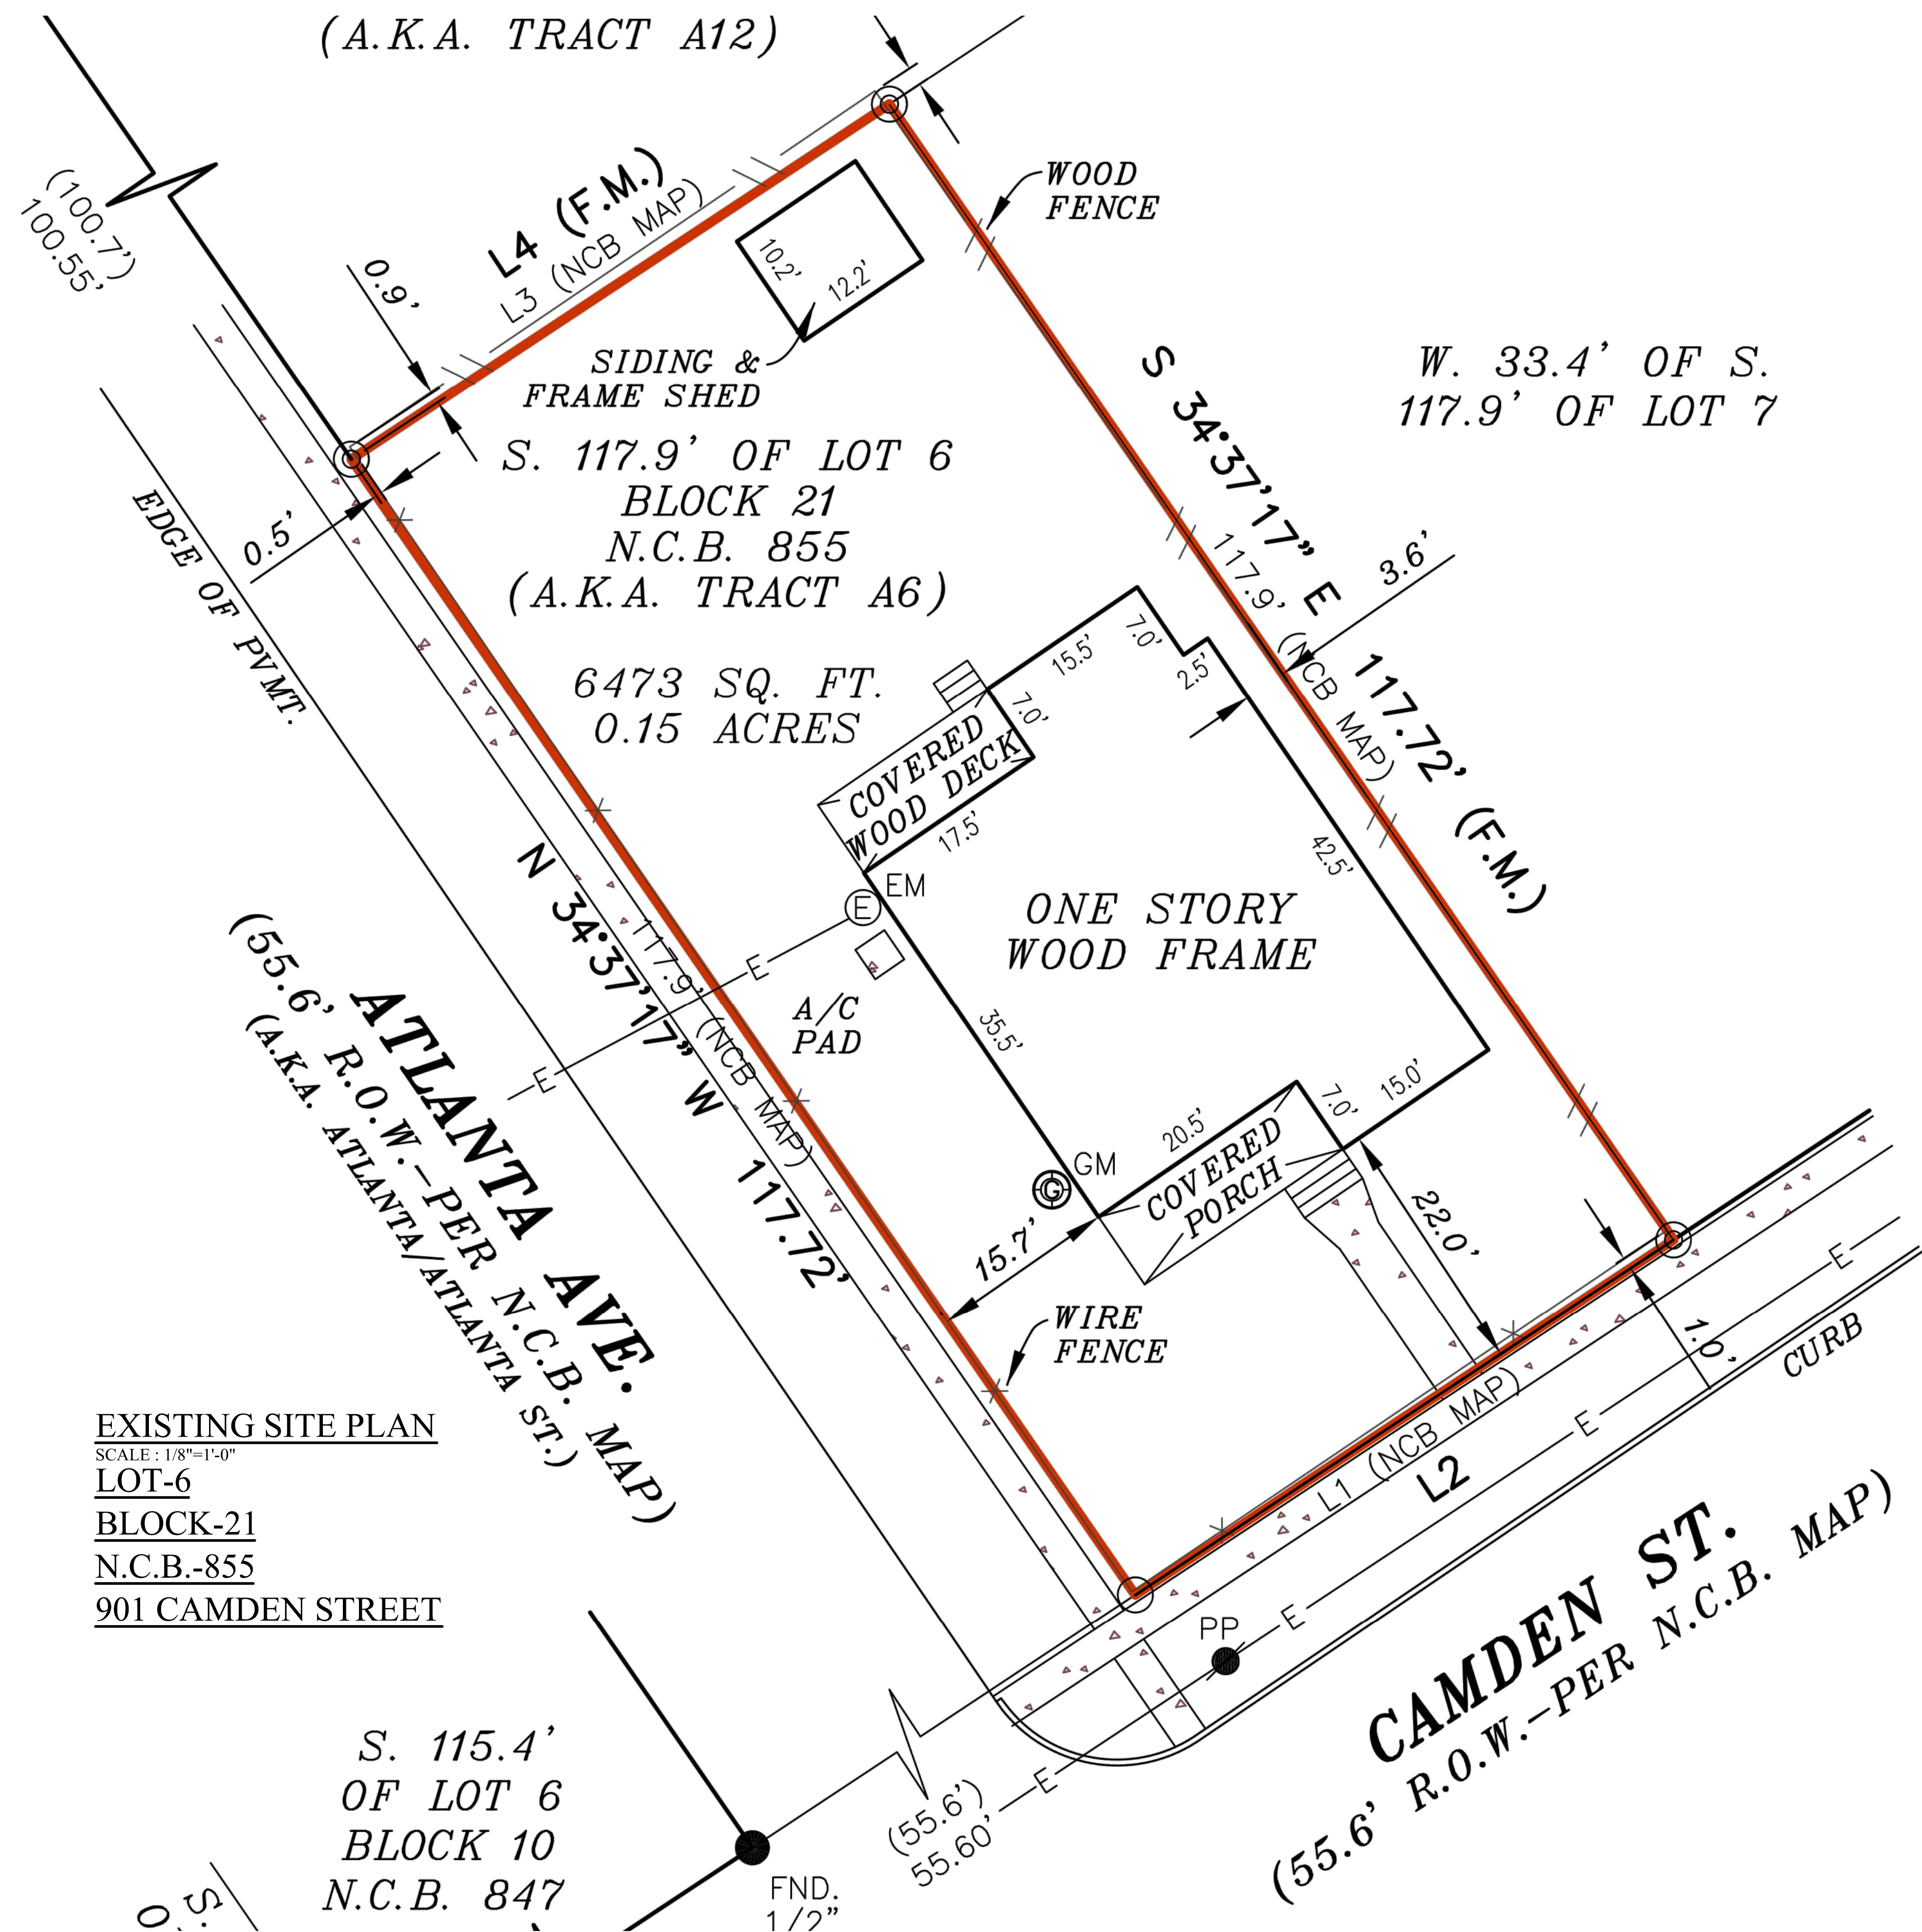 (A.K.A. TRACT A12)
(100.7')
100.55'
L4 (F.M.)
L3 (NCB MAP)
0.9'
WOOD
FENCE
10.2'
12.2'
SIDING &
FRAME SHED
S 34°37'17" E 117.72' (F.M.)
117.9' (NCB MAP)
W. 33.4' OF S.
117.9' OF LOT 7
S. 117.9' OF LOT 6
BLOCK 21
N.C.B. 855
(A.K.A. TRACT A6)
6473 SQ. FT.
0.15 ACRES
0.5'
EDGE OF PVMT.
3.6'
15.5'
7.0'
2.5'
7.0'
COVERED
WOOD DECK
17.5'
42.5'
EM
E
ONE STORY
WOOD FRAME
N 34°37'17" W 117.72'
117.9' (NCB MAP)
E
E
A/C
PAD
35.5'
ATLANTA AVE.
(55.6' R.O.W.-PER N.C.B. MAP)
(A.K.A. ATLANTA/ATLANTA ST.)
20.5'
7.0'
15.0'
COVERED
PORCH
GM
G
15.7'
22.0'
WIRE
FENCE
1.0'
CURB
E
E
E
E
L1 (NCB MAP)
L2
PP
CAMDEN ST.
(55.6' R.O.W.-PER N.C.B. MAP)
EXISTING SITE PLAN
SCALE : 1/8"=1'-0"
LOT-6
BLOCK-21
N.C.B.-855
901 CAMDEN STREET
S. 115.4'
OF LOT 6
BLOCK 10
N.C.B. 847
(55.6')
55.60'
FND.
1/2"
S.